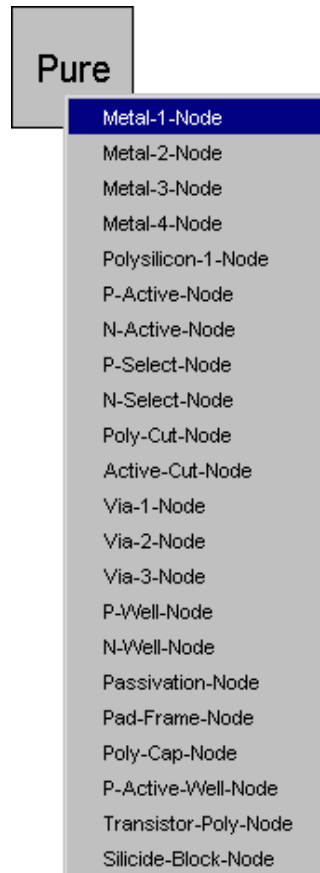 Pure
Metal-1-Node
Metal-2-Node
Metal-3-Node
Metal-4-Node
Polysilicon-1-Node
P-Active-Node
N-Active-Node
P-Select-Node
N-Select-Node
Poly-Cut-Node
Active-Cut-Node
Via-1-Node
Via-2-Node
Via-3-Node
P-Well-Node
N-Well-Node
Passivation-Node
Pad-Frame-Node
Poly-Cap-Node
P-Active-Well-Node
Transistor-Poly-Node
Silicide-Block-Node